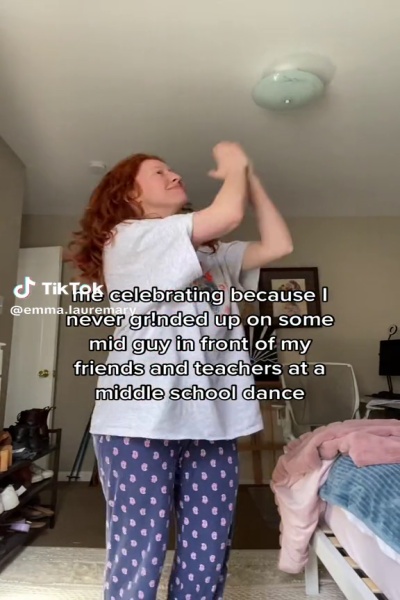 TikTok
@emma.lauremary
me celebrating because I
never gr!nded up on some
mid guy in front of my
friends and teachers at a
middle school dance